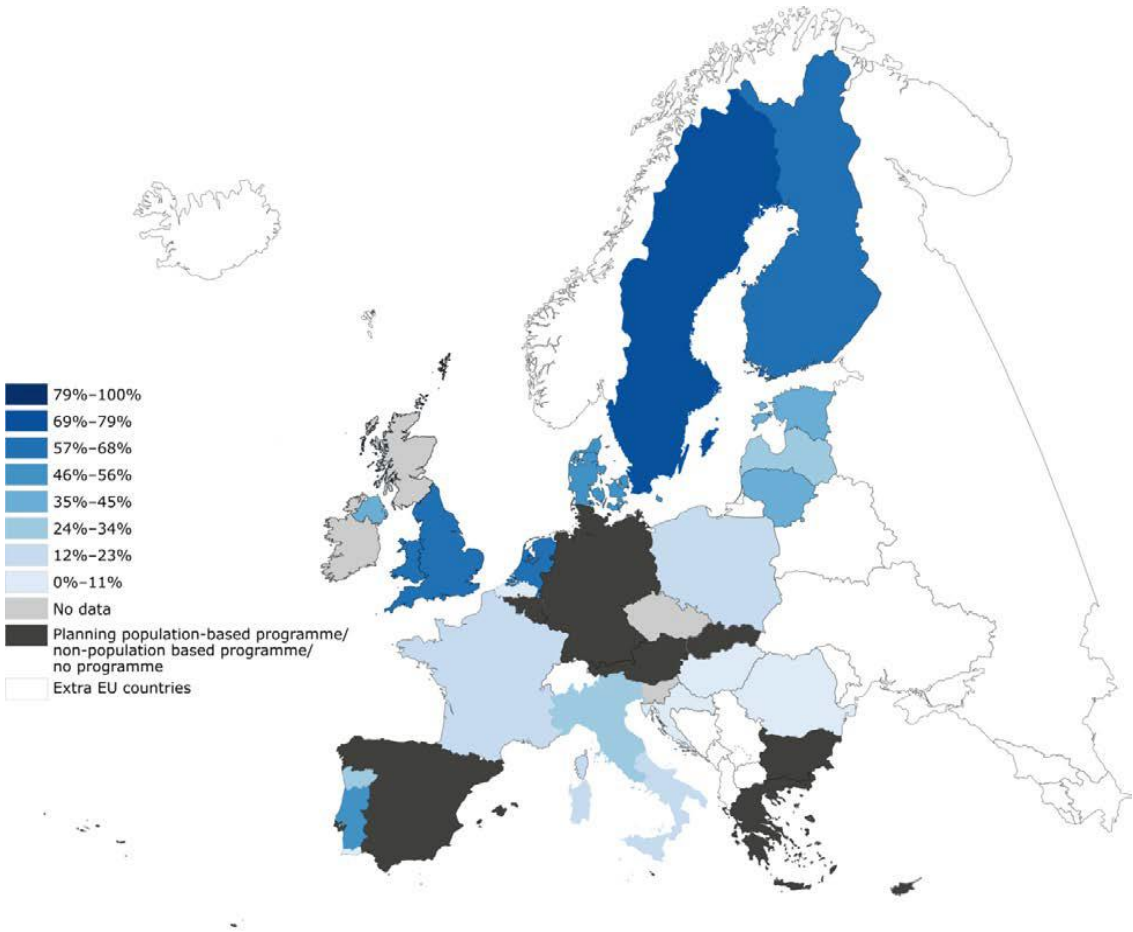 79%–100%
69%–79%
57%–68%
46%–56%
35%–45%
24%–34%
12%–23%
0%–11%
No data
Planning population-based programme/
non-population based programme/
no programme
Extra EU countries